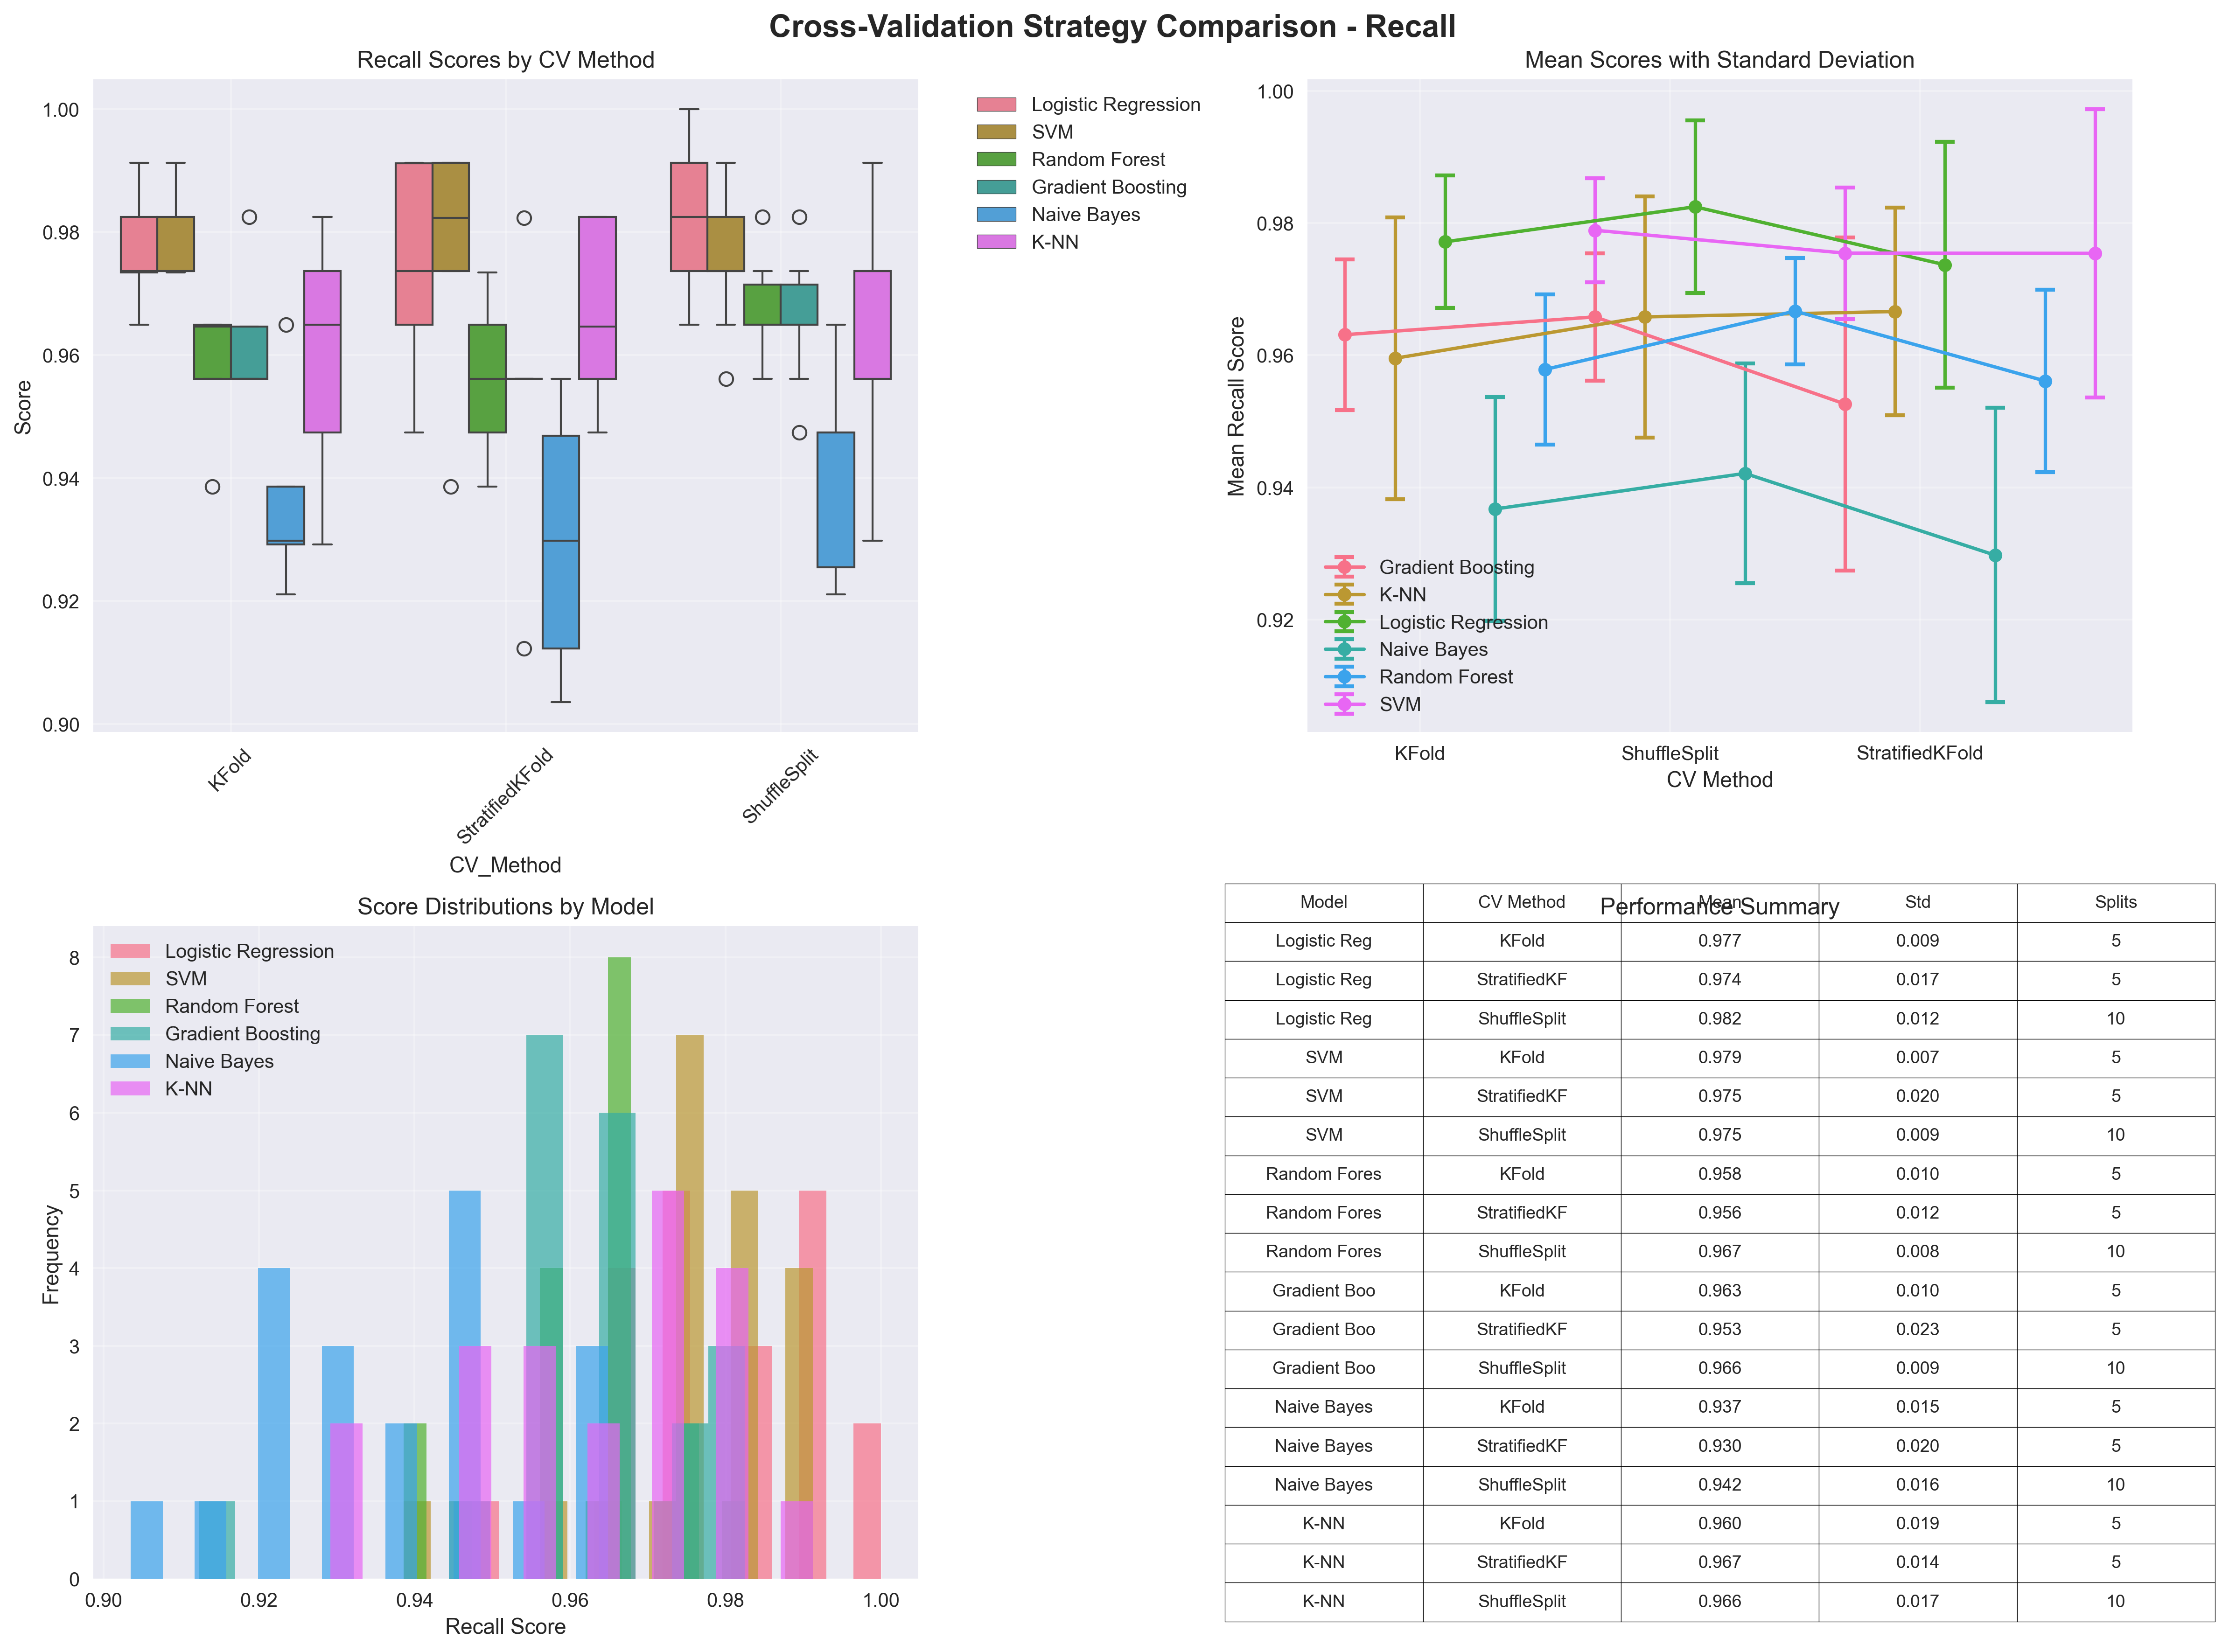 Cross-Validation Strategy Comparison - Recall
Recall Scores by CV Method
Score
1.00
0.98
0.96
0.94
0.92
0.90
KFold
StratifiedKFold
ShuffleSplit
CV_Method
Logistic Regression
SVM
Random Forest
Gradient Boosting
Naive Bayes
K-NN
Mean Scores with Standard Deviation
Mean Recall Score
1.00
0.98
0.96
0.94
0.92
Gradient Boosting
K-NN
Logistic Regression
Naive Bayes
Random Forest
SVM
KFold ShuffleSplit StratifiedKFold
CV Method
Score Distributions by Model
Frequency
8
7
6
5
4
3
2
1
0
Logistic Regression
SVM
Random Forest
Gradient Boosting
Naive Bayes
K-NN
0.90 0.92 0.94 0.96 0.98 1.00
Recall Score
Performance Summary
Model CV Method Mean Std Splits
Logistic Reg KFold 0.977 0.009 5
Logistic Reg StratifiedKF 0.974 0.017 5
Logistic Reg ShuffleSplit 0.982 0.012 10
SVM KFold 0.979 0.007 5
SVM StratifiedKF 0.975 0.020 5
SVM ShuffleSplit 0.975 0.009 10
Random Fores KFold 0.958 0.010 5
Random Fores StratifiedKF 0.956 0.012 5
Random Fores ShuffleSplit 0.967 0.008 10
Gradient Boo KFold 0.963 0.010 5
Gradient Boo StratifiedKF 0.953 0.023 5
Gradient Boo ShuffleSplit 0.966 0.009 10
Naive Bayes KFold 0.937 0.015 5
Naive Bayes StratifiedKF 0.930 0.020 5
Naive Bayes ShuffleSplit 0.942 0.016 10
K-NN KFold 0.960 0.019 5
K-NN StratifiedKF 0.967 0.014 5
K-NN ShuffleSplit 0.966 0.017 10